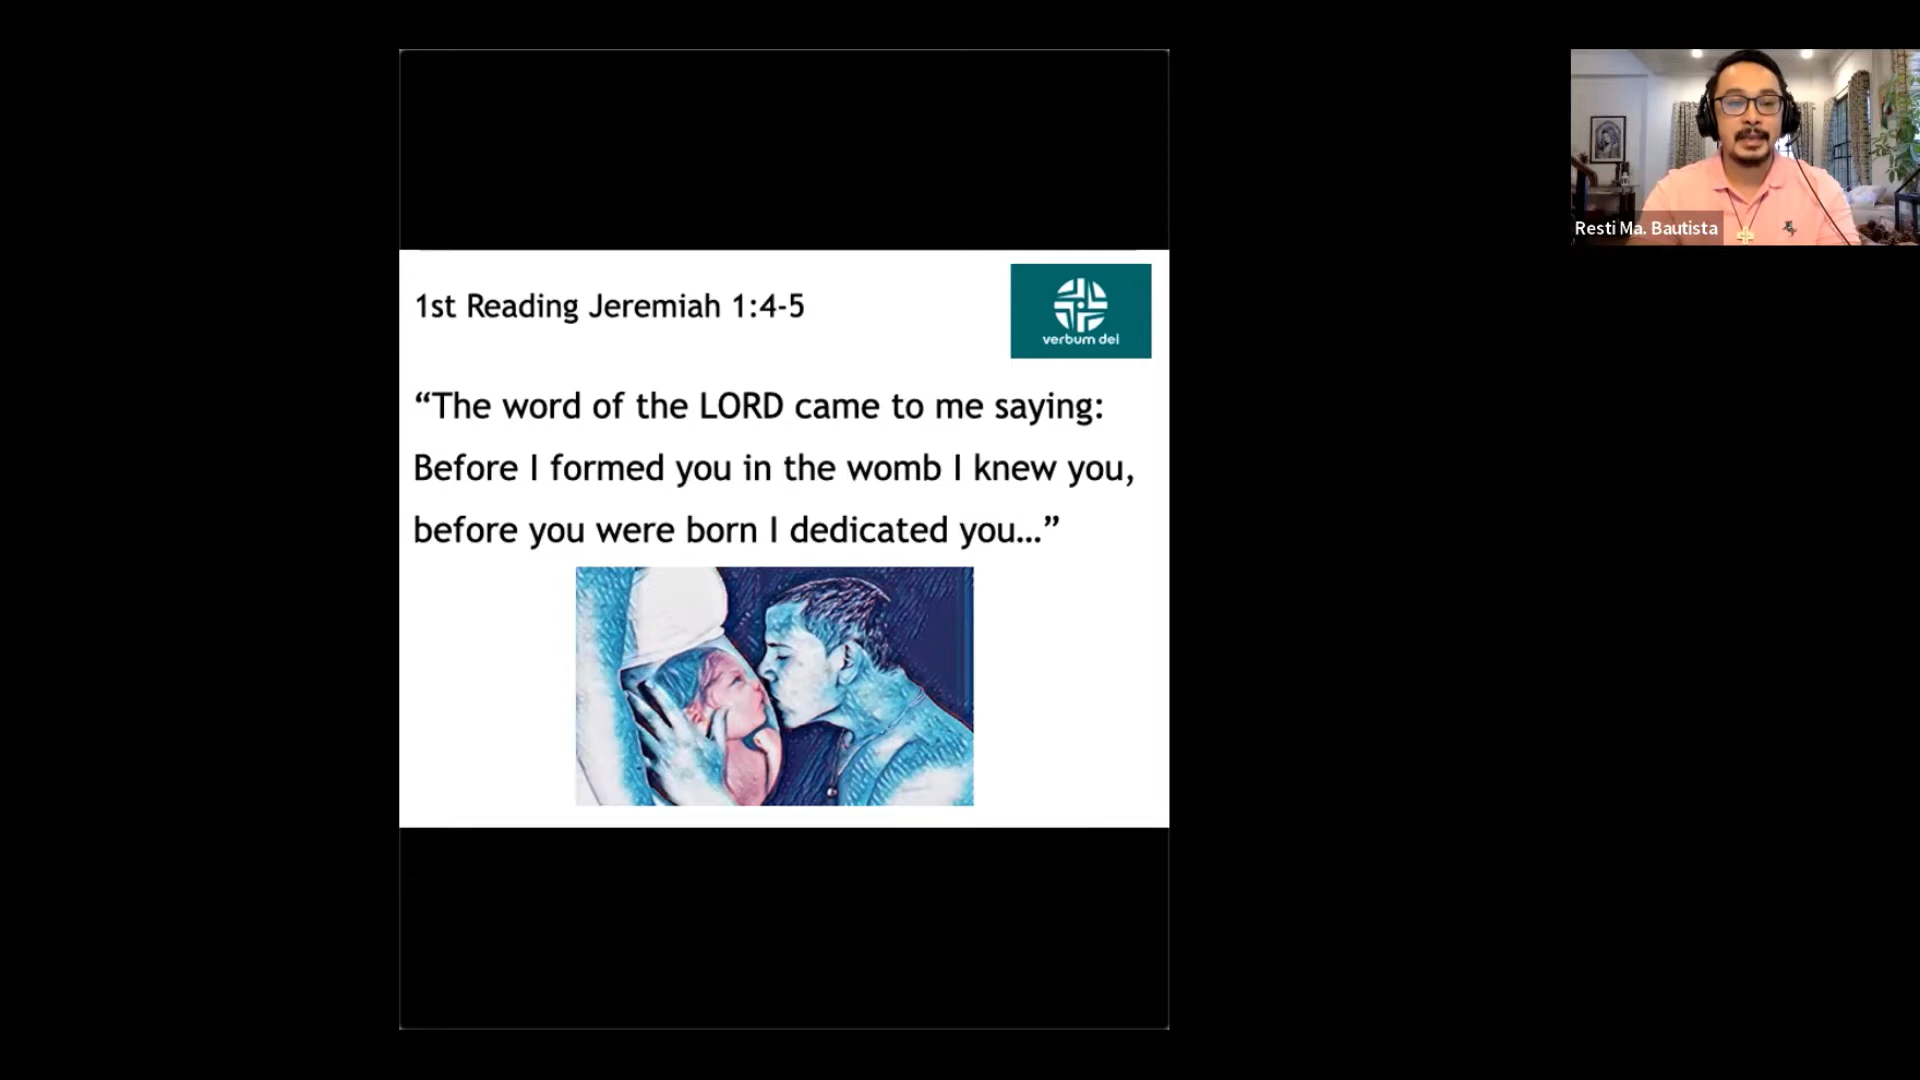 1st Reading Jeremiah 1:4-5
verbum dei
“The word of the LORD came to me saying:
Before I formed you in the womb I knew you,
before you were born I dedicated you…”
Resti Ma. Bautista